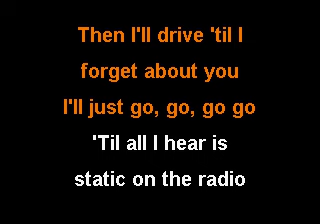 Then I'll drive 'til I
forget about you
I'll just go, go, go go
'Til all I hear is
static on the radio